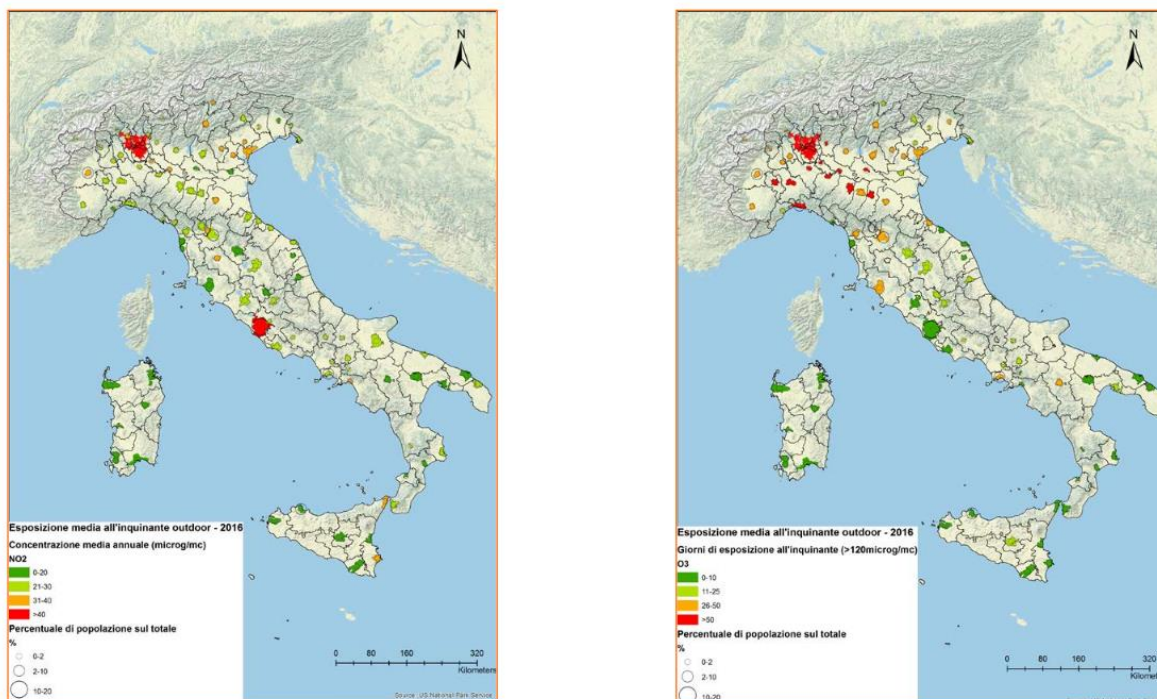 N
Esposizione media all'inquinante outdoor - 2016
Concentrazione media annuale (microg/mc)
NO2
0-20
21-30
31-40
>40
Percentuale di popolazione sul totale
%
0-2
2-10
10-20
0 80 160 320
Kilometers
Source: US National Park Service
N
Esposizione media all'inquinante outdoor - 2016
Giorni di esposizione all'inquinante (>120microg/mc)
O3
0-10
11-25
26-50
>50
Percentuale di popolazione sul totale
%
0-2
2-10
10-20
0 80 160 320